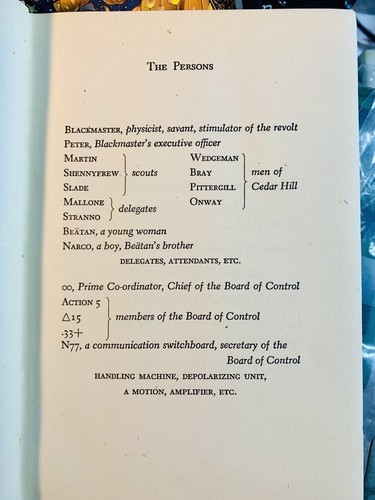 THE PERSONS
BLACKMASTER, physicist, savant, stimulator of the revolt
PETER, Blackmaster's executive officer
MARTIN
SHENNYFREW
SLADE
scouts
WEDGEMAN
BRAY
PITTERGILL
ONWAY
men of
Cedar Hill
MALLONE
STRANNO
delegates
BEÄTAN, a young woman
NARCO, a boy, Beätan's brother
DELEGATES, ATTENDANTS, ETC.
∞, Prime Co-ordinator, Chief of the Board of Control
ACTION 5
△15
·33+
members of the Board of Control
N77, a communication switchboard, secretary of the
Board of Control
HANDLING MACHINE, DEPOLARIZING UNIT,
A MOTION, AMPLIFIER, ETC.